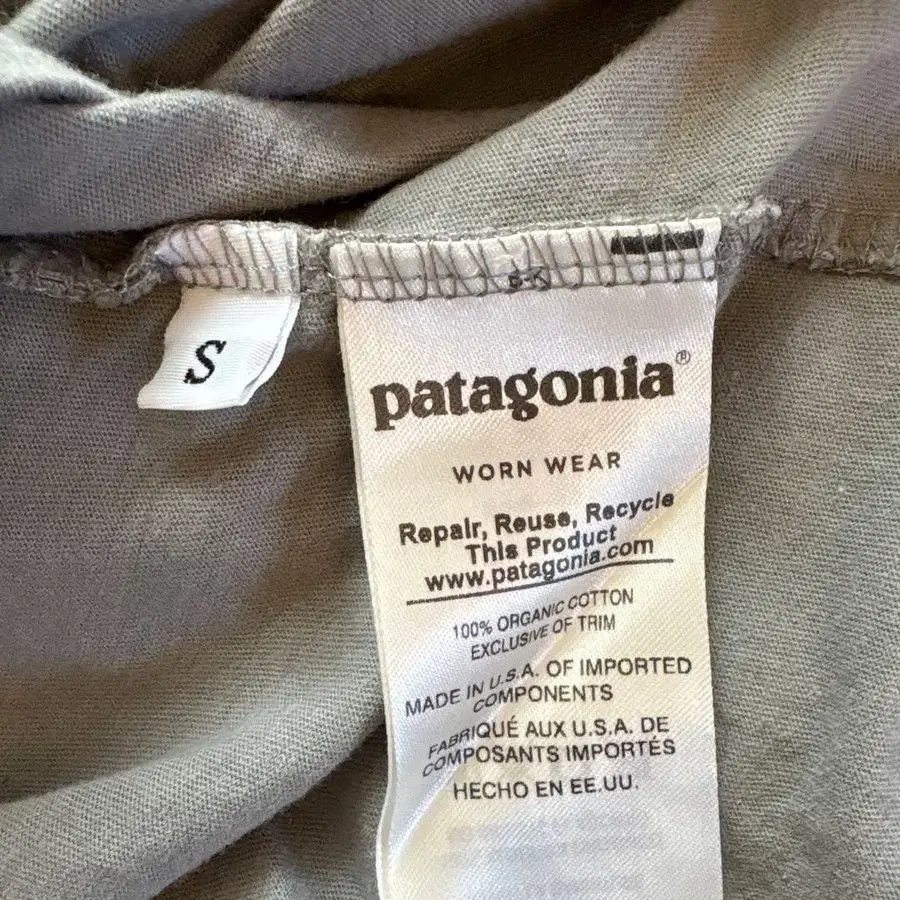 S
patagonia®
WORN WEAR
Repair, Reuse, Recycle
This Product
www.patagonia.com
100% ORGANIC COTTON
EXCLUSIVE OF TRIM
MADE IN U.S.A. OF IMPORTED
COMPONENTS
FABRIQUÉ AUX U.S.A. DE
COMPOSANTS IMPORTÉS
HECHO EN EE.UU.